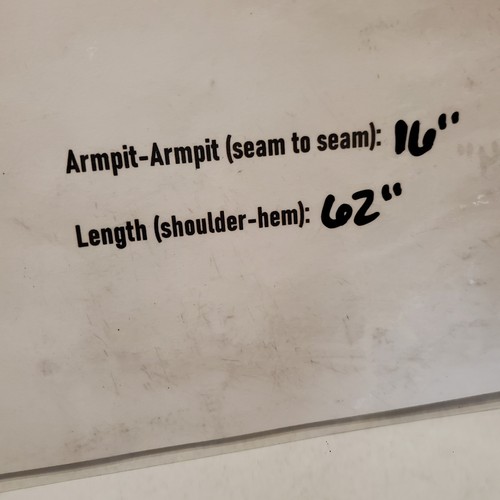 Armpit-Armpit (seam to seam): 16"
Length (shoulder-hem): 62"